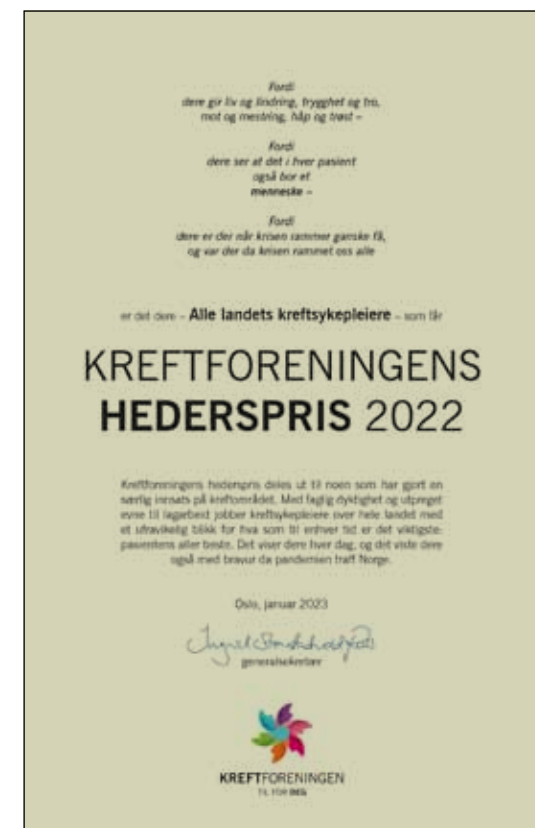 Fordi
dere gir liv og lindring, trygghet og tro,
mot og mestring, håp og trøst –
Fordi
dere ser at det i hver pasient
også bor et
menneske –
Fordi
dere er der når krisen rammer ganske få,
og var der da krisen rammet oss alle
er det dere – Alle landets kreftsykepleiere – som får
KREFTFORENINGENS
HEDERSPRIS 2022
Kreftforeningens hederspris deles ut til noen som har gjort en
særlig innsats på kreftområdet. Med faglig dyktighet og utpreget
evne til lagarbeid jobber kreftsykepleiere over hele landet med
et ufravikelig blikk for hva som til enhver tid er det viktigste-
pasientens aller beste. Det viser dere hver dag, og det viste dere
også med bravur da pandemien traff Norge.
Oslo, januar 2023
generalsekretær
KREFTFORENINGEN
TIL FOR DEG